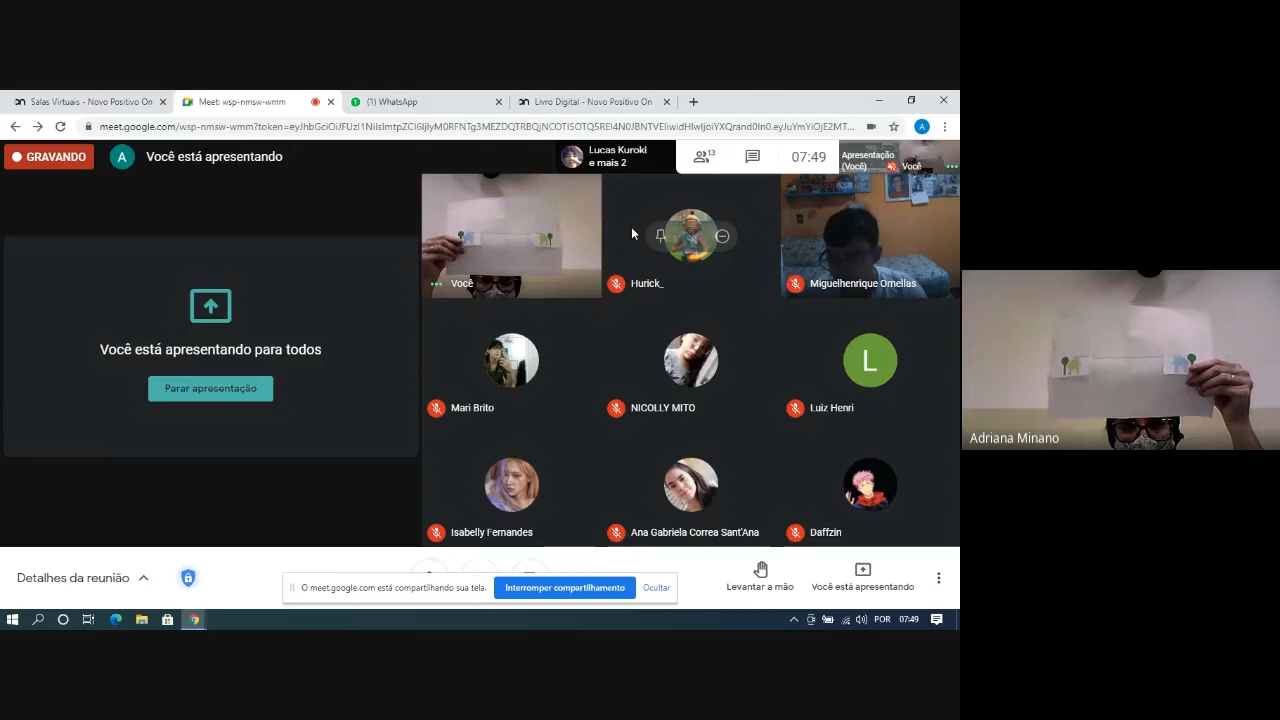 Salas Virtuais - Novo Positivo On
Meet: wsp-nmsw-wmm
(1) WhatsApp
Livro Digital - Novo Positivo On
GRAVANDO
A
Você está apresentando
Lucas Kuroki
e mais 2
13
07:49
Apresentação
(Você)
Você
A
Você está apresentando para todos
Parar apresentação
Você
Hurick_
Miguelhenrique Ornellas
Mari Brito
NICOLLY MITO
L
Luiz Henri
Isabelly Fernandes
Ana Gabriela Correa Sant'Ana
Daffzin
Adriana Minano
Detalhes da reunião
O meet.google.com está compartilhando sua tela.
Interromper compartilhamento
Ocultar
Levantar a mão
Você está apresentando
POR
07:49